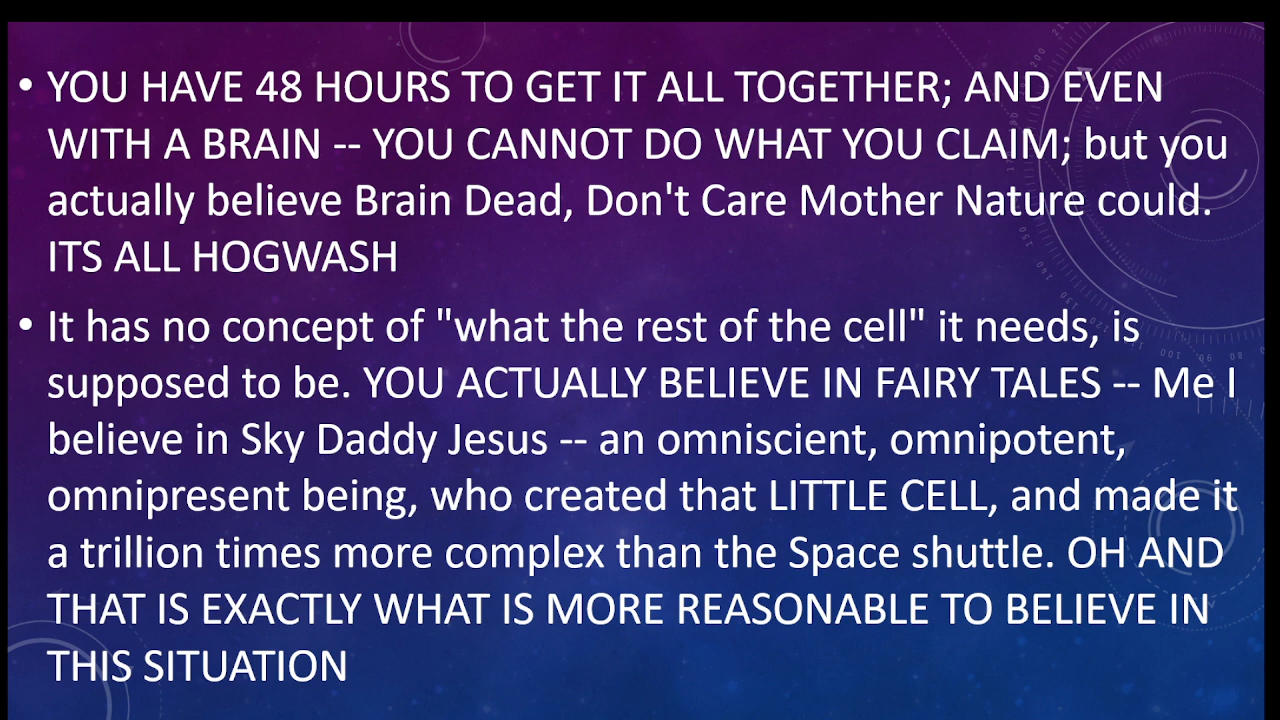 • YOU HAVE 48 HOURS TO GET IT ALL TOGETHER; AND EVEN
WITH A BRAIN -- YOU CANNOT DO WHAT YOU CLAIM; but you
actually believe Brain Dead, Don't Care Mother Nature could.
ITS ALL HOGWASH
• It has no concept of "what the rest of the cell" it needs, is
supposed to be. YOU ACTUALLY BELIEVE IN FAIRY TALES -- Me I
believe in Sky Daddy Jesus -- an omniscient, omnipotent,
omnipresent being, who created that LITTLE CELL, and made it
a trillion times more complex than the Space shuttle. OH AND
THAT IS EXACTLY WHAT IS MORE REASONABLE TO BELIEVE IN
THIS SITUATION